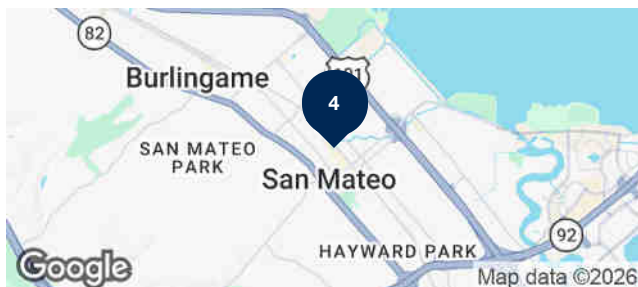 82
101
Burlingame
4
SAN MATEO
PARK
San Mateo
HAYWARD PARK
92
Google
Map data ©2026